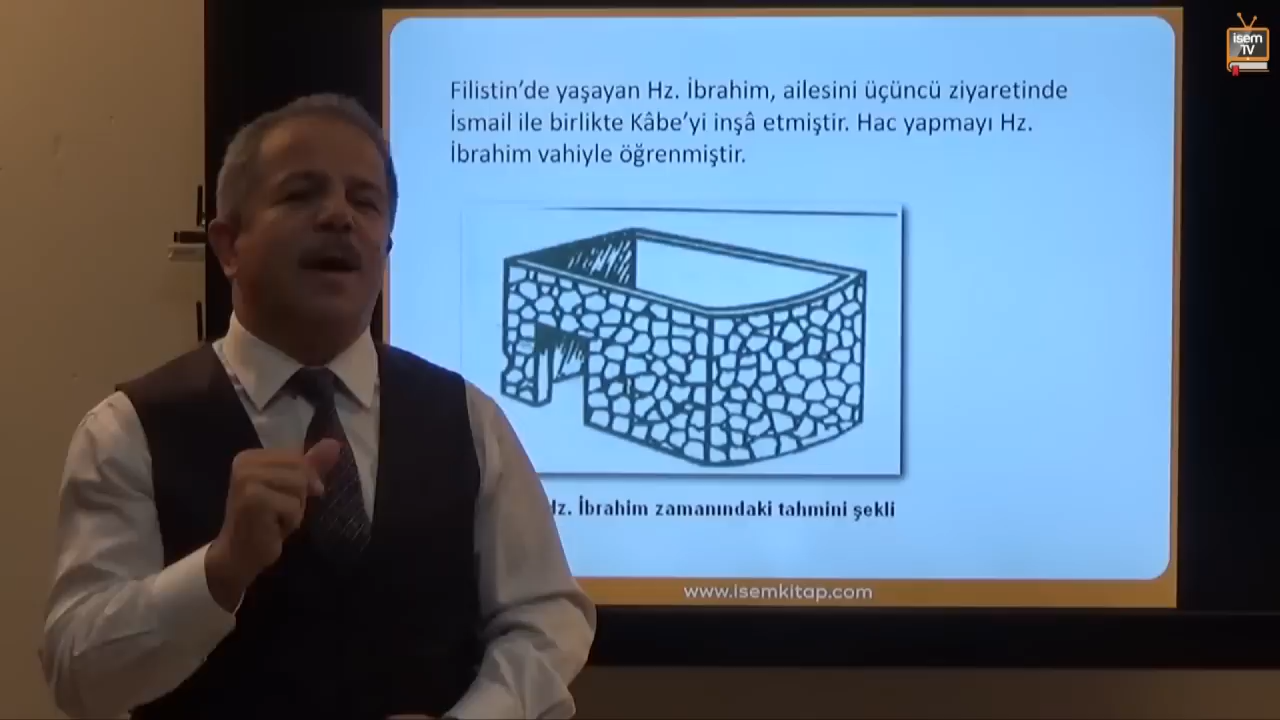 isem
TV
Filistin’de yaşayan Hz. İbrahim, ailesini üçüncü ziyaretinde
İsmail ile birlikte Kâbe’yi inşâ etmiştir. Hac yapmayı Hz.
İbrahim vahiyle öğrenmiştir.
İbrahim zamanındaki tahmini şekli
www.isemkitap.com